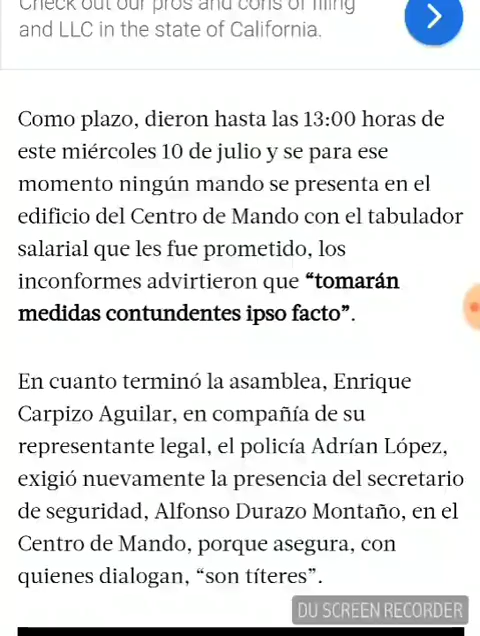 Check out our pros and cons of filing
and LLC in the state of California.
Como plazo, dieron hasta las 13:00 horas de
este miércoles 10 de julio y se para ese
momento ningún mando se presenta en el
edificio del Centro de Mando con el tabulador
salarial que les fue prometido, los
inconformes advirtieron que “tomarán
medidas contundentes ipso facto”.
En cuanto terminó la asamblea, Enrique
Carpizo Aguilar, en compañía de su
representante legal, el policía Adrían López,
exigió nuevamente la presencia del secretario
de seguridad, Alfonso Durazo Montaño, en el
Centro de Mando, porque asegura, con
quienes dialogan, “son títeres”.
DU SCREEN RECORDER